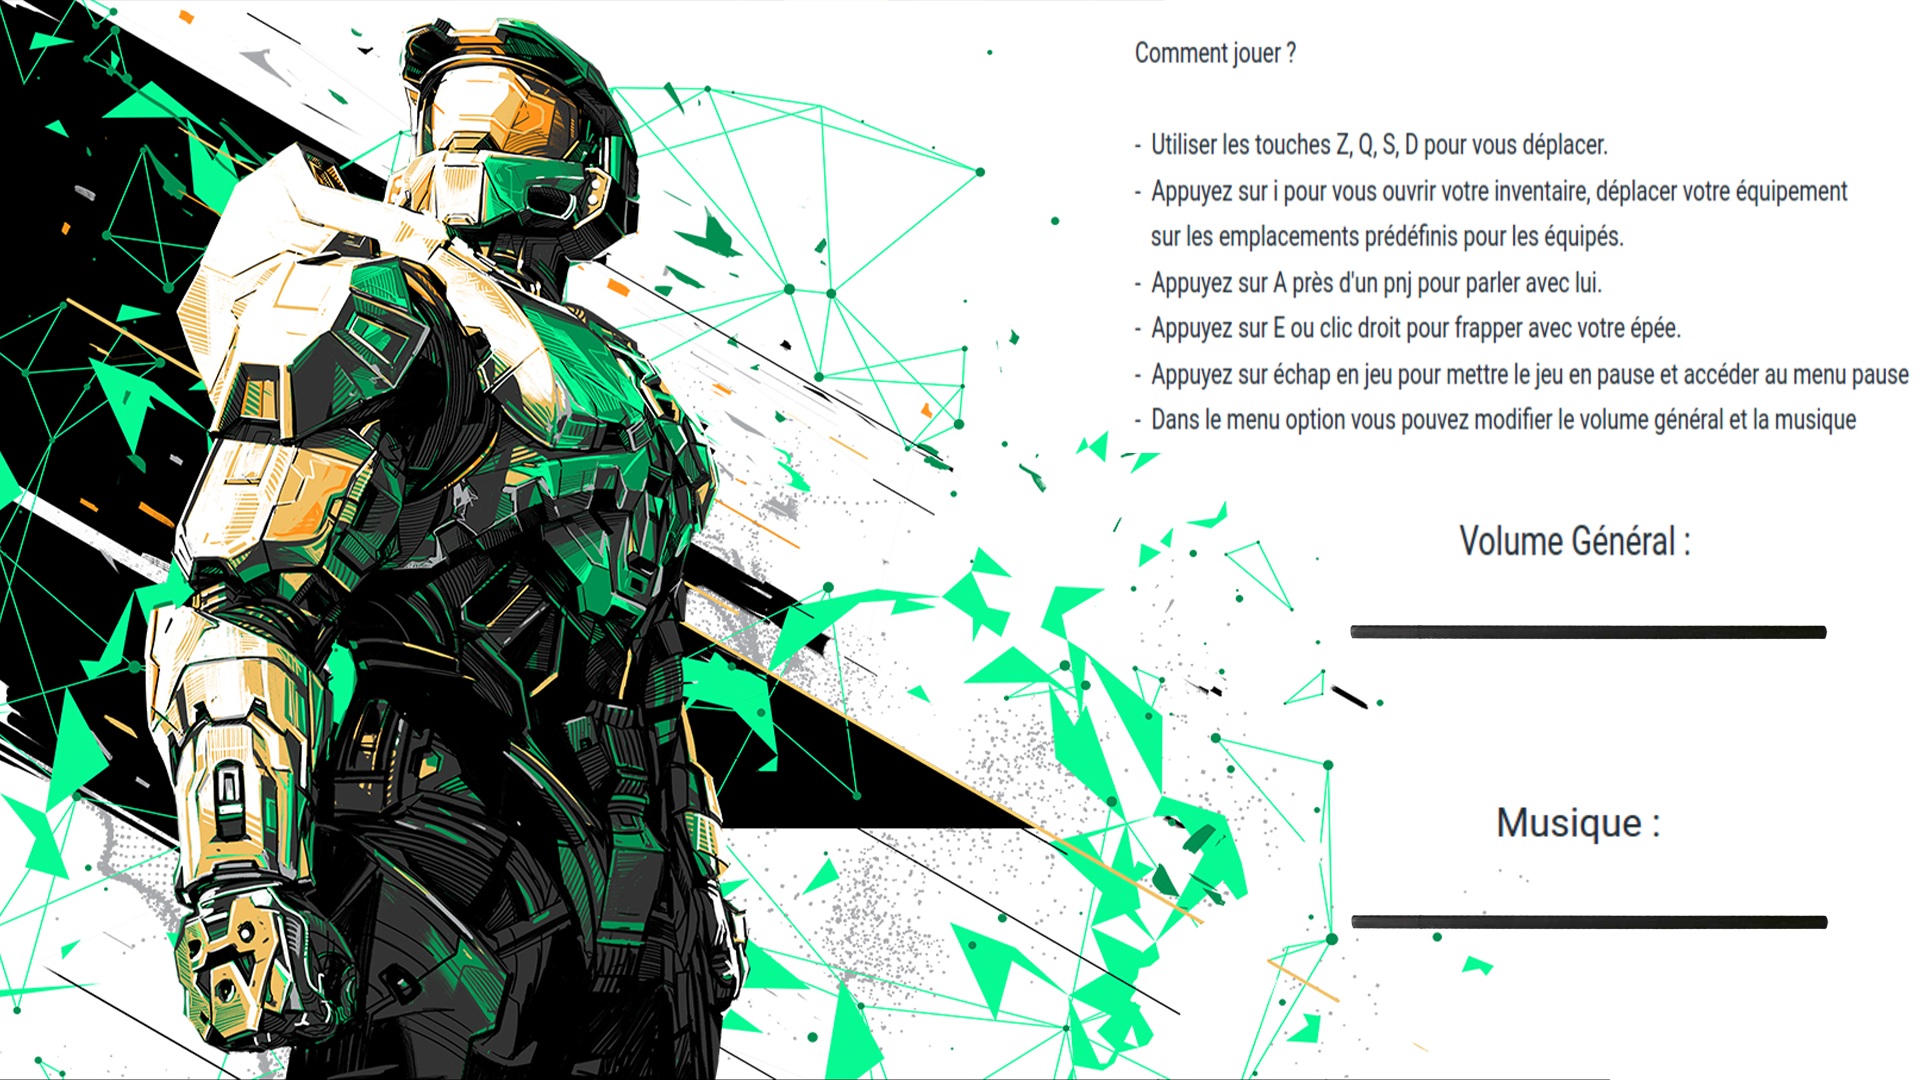 Comment jouer ?
- Utiliser les touches Z, Q, S, D pour vous déplacer.
- Appuyez sur i pour vous ouvrir votre inventaire, déplacer votre équipement
sur les emplacements prédéfinis pour les équipés.
- Appuyez sur A près d'un pnj pour parler avec lui.
- Appuyez sur E ou clic droit pour frapper avec votre épée.
- Appuyez sur échap en jeu pour mettre le jeu en pause et accéder au menu pause
- Dans le menu option vous pouvez modifier le volume général et la musique
Volume Général :
Musique :